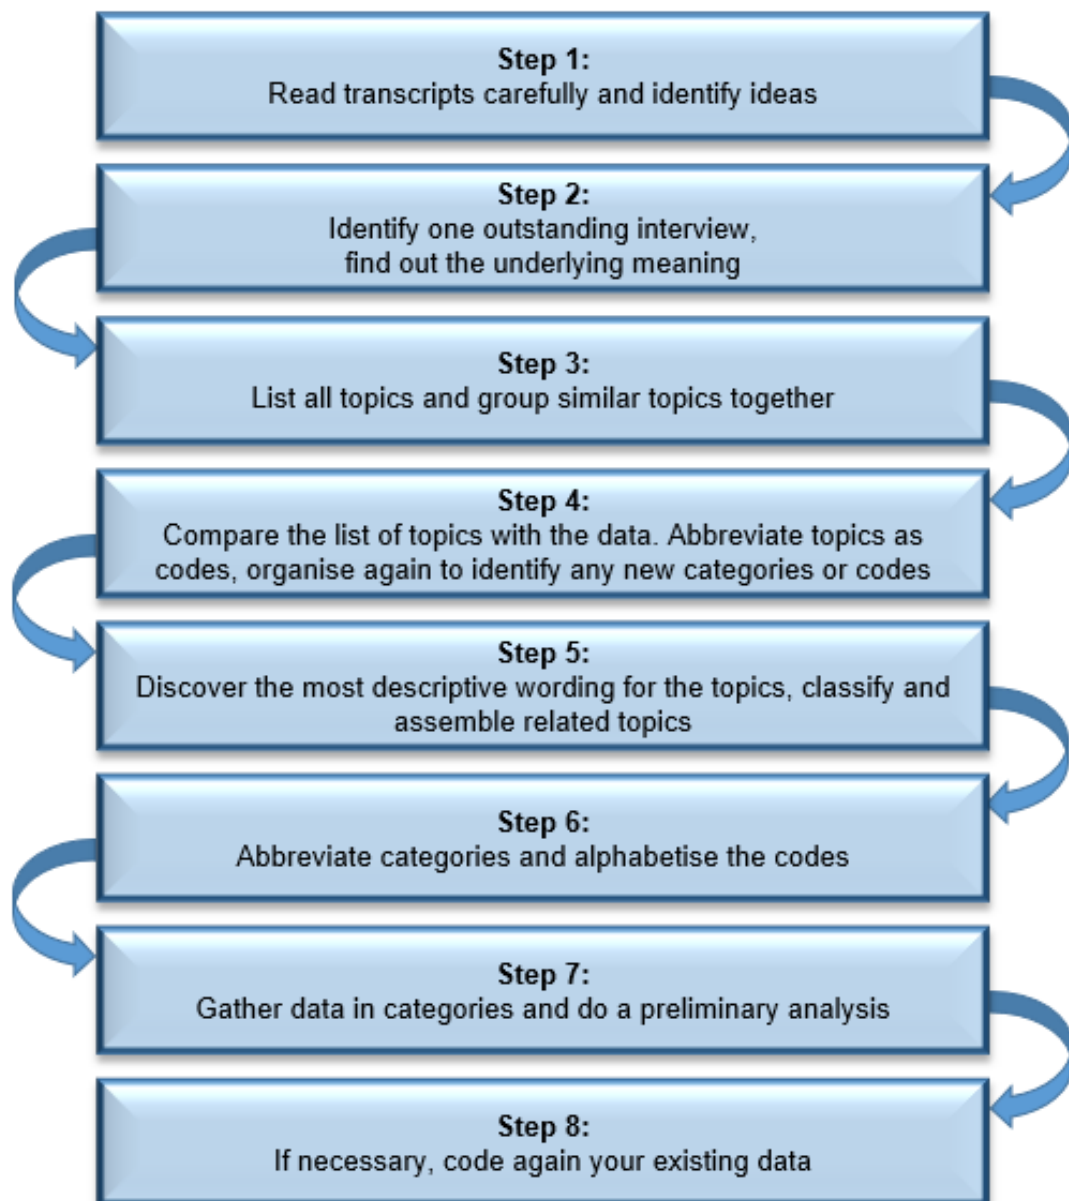 Step 1:
Read transcripts carefully and identify ideas
Step 2:
Identify one outstanding interview,
find out the underlying meaning
Step 3:
List all topics and group similar topics together
Step 4:
Compare the list of topics with the data. Abbreviate topics as
codes, organise again to identify any new categories or codes
Step 5:
Discover the most descriptive wording for the topics, classify and
assemble related topics
Step 6:
Abbreviate categories and alphabetise the codes
Step 7:
Gather data in categories and do a preliminary analysis
Step 8:
If necessary, code again your existing data